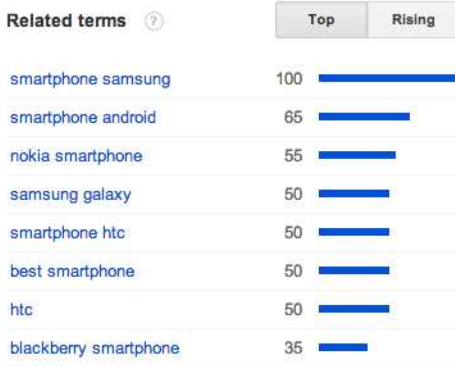 Related terms ? Top Rising
smartphone samsung 100
smartphone android 65
nokia smartphone 55
samsung galaxy 50
smartphone htc 50
best smartphone 50
htc 50
blackberry smartphone 35